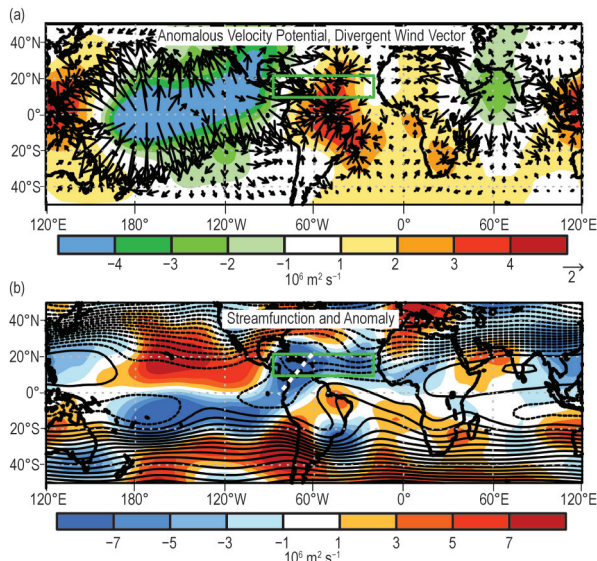 (a)
Anomalous Velocity Potential, Divergent Wind Vector
40°N
20°N
0°
20°S
40°S
120°E 180° 120°W 60°W 0° 60°E 120°E
−4 −3 −2 −1 1 2 3 4
10⁶ m² s⁻¹
2
(b)
Streamfunction and Anomaly
40°N
20°N
0°
20°S
40°S
120°E 180° 120°W 60°W 0° 60°E 120°E
−7 −5 −3 −1 1 3 5 7
10⁶ m² s⁻¹